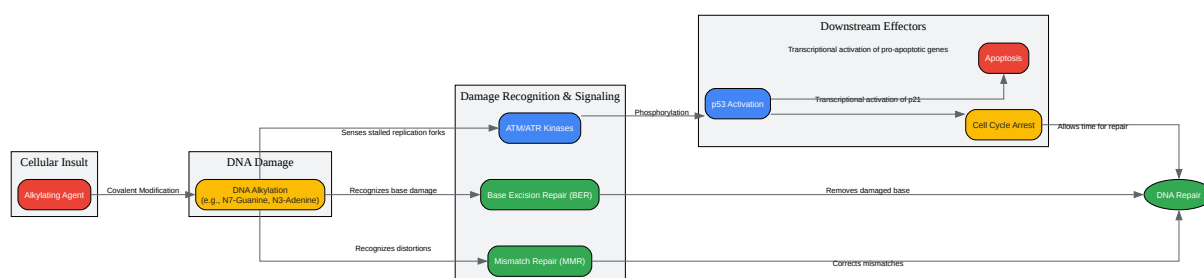 Downstream Effectors
Transcriptional activation of pro-apoptotic genes
Apoptosis
Damage Recognition & Signaling
p53 Activation
Transcriptional activation of p21
Phosphorylation
ATM/ATR Kinases
Cell Cycle Arrest
Allows time for repair
Senses stalled replication forks
Cellular Insult
DNA Damage
Alkylating Agent
Covalent Modification
DNA Alkylation
(e.g., N7-Guanine, N3-Adenine)
Recognizes base damage
Base Excision Repair (BER)
Removes damaged base
DNA Repair
Recognizes distortions
Mismatch Repair (MMR)
Corrects mismatches